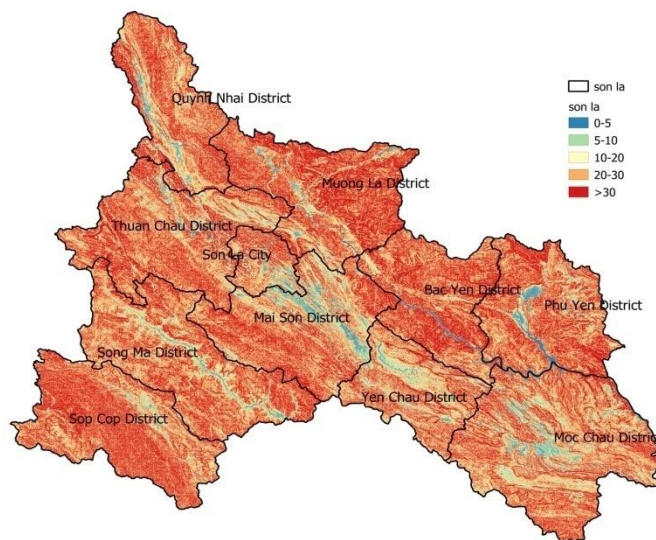 Quynh Nhai District
son la
son la
0-5
5-10
10-20
20-30
>30
Muong La District
Thuan Chau District
Son La City
Bac Yen District
Phu Yen District
Mai Son District
Song Ma District
Yen Chau District
Sop Cop District
Moc Chau District